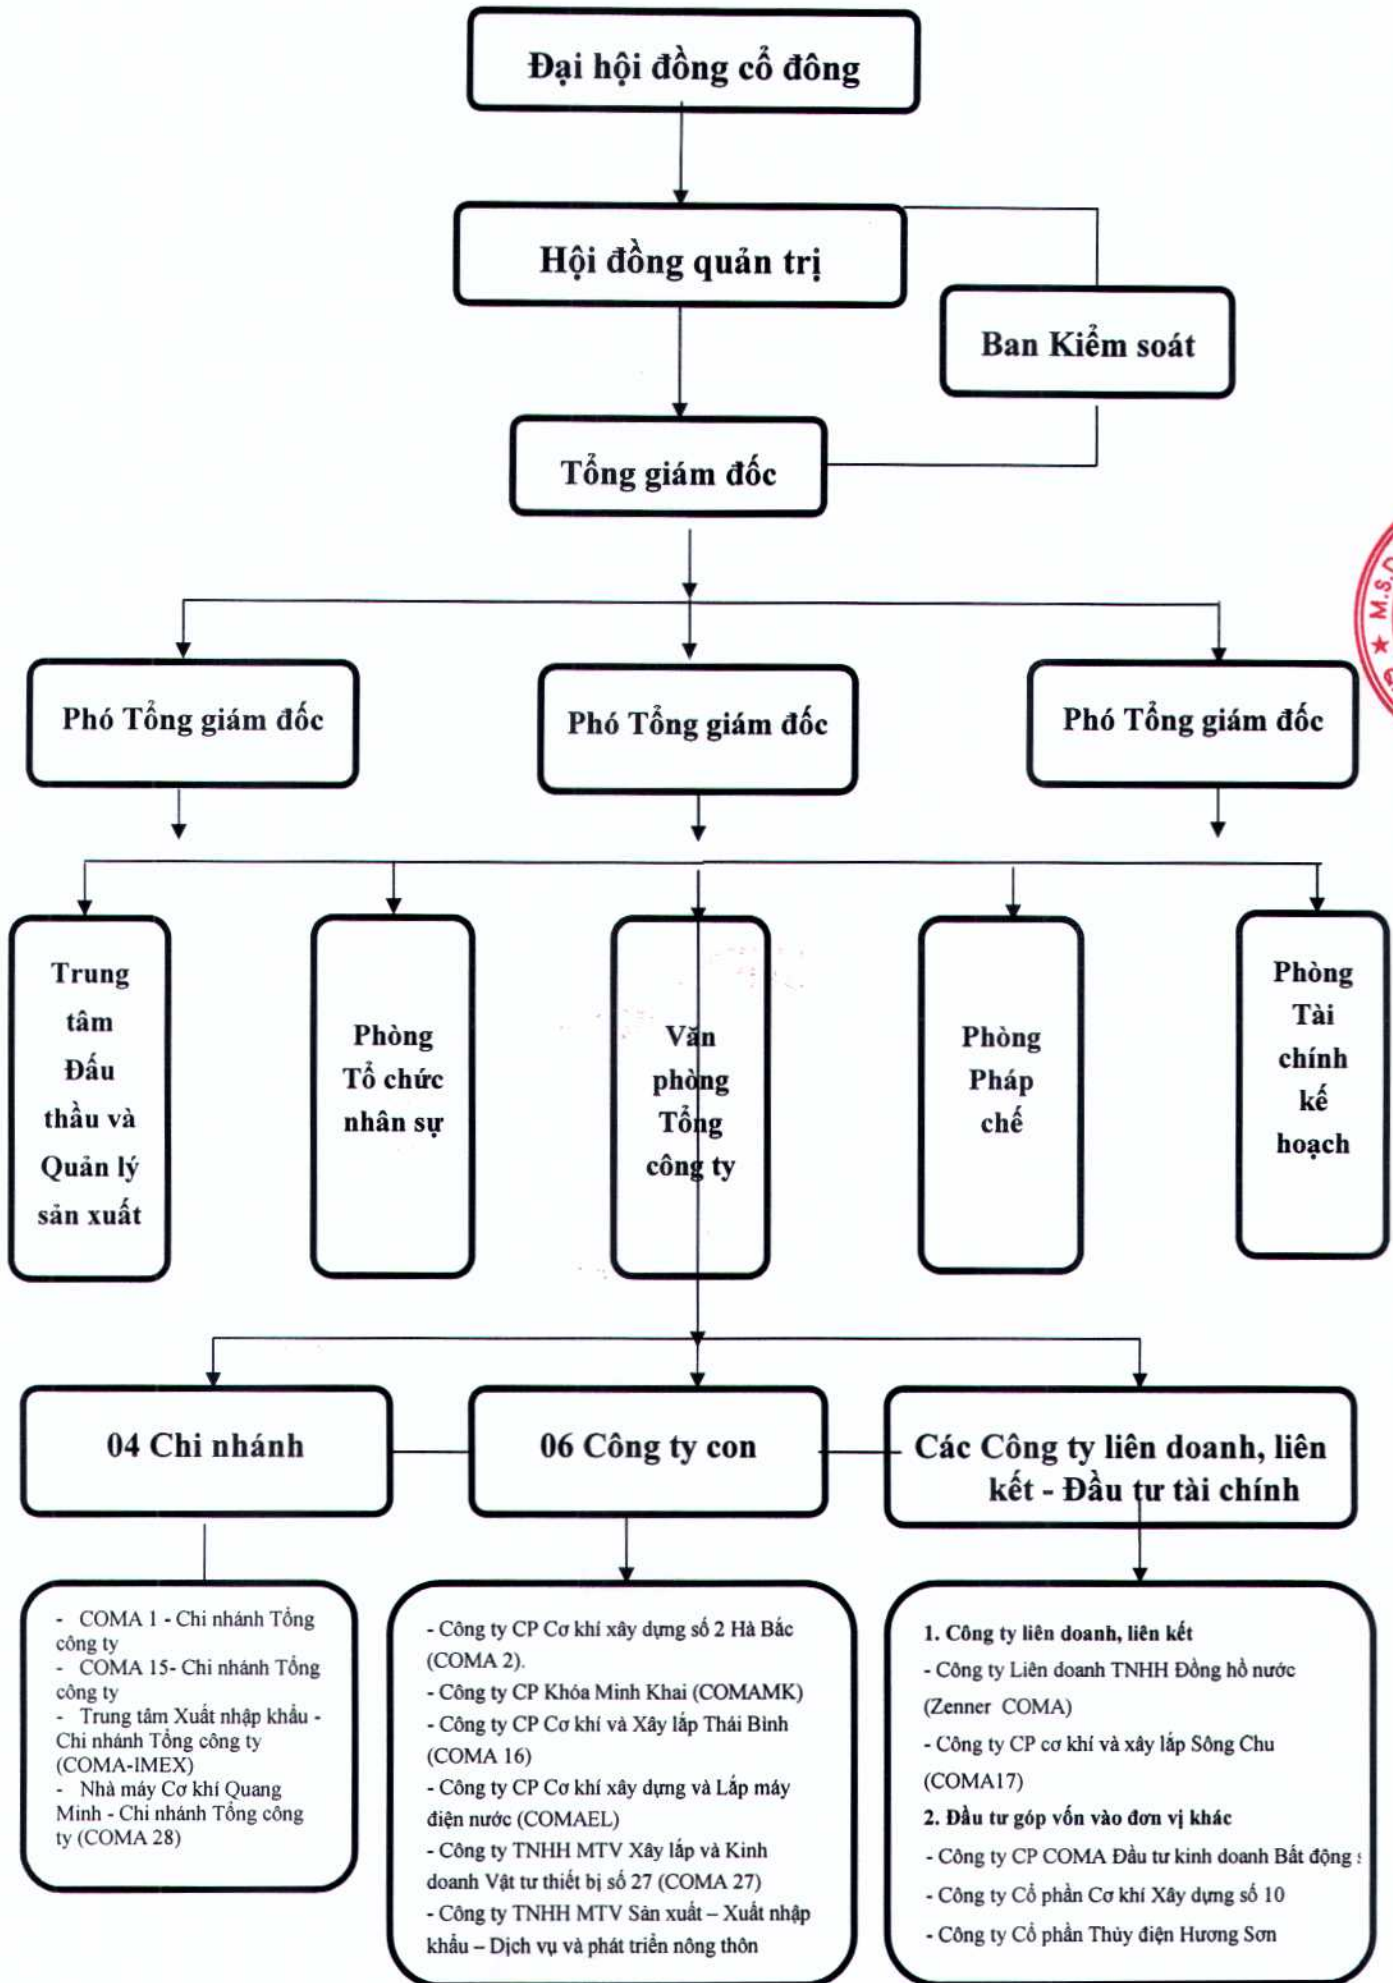 Đại hội đồng cổ đông
Hội đồng quản trị
Ban Kiểm soát
Tổng giám đốc
M.S.D
Phó Tổng giám đốc
Phó Tổng giám đốc
Phó Tổng giám đốc
Trung
tâm
Đấu
thầu và
Quản lý
sản xuất
Phòng
Tổ chức
nhân sự
Văn
phòng
Tổng
công ty
Phòng
Pháp
chế
Phòng
Tài
chính
kế
hoạch
04 Chi nhánh
06 Công ty con
Các Công ty liên doanh, liên
kết - Đầu tư tài chính
- COMA 1 - Chi nhánh Tổng
công ty
- COMA 15- Chi nhánh Tổng
công ty
- Trung tâm Xuất nhập khẩu -
Chi nhánh Tổng công ty
(COMA-IMEX)
- Nhà máy Cơ khí Quang
Minh - Chi nhánh Tổng công
ty (COMA 28)
- Công ty CP Cơ khí xây dựng số 2 Hà Bắc
(COMA 2).
- Công ty CP Khóa Minh Khai (COMAMK)
- Công ty CP Cơ khí và Xây lắp Thái Bình
(COMA 16)
- Công ty CP Cơ khí xây dựng và Lắp máy
điện nước (COMAEL)
- Công ty TNHH MTV Xây lắp và Kinh
doanh Vật tư thiết bị số 27 (COMA 27)
- Công ty TNHH MTV Sản xuất – Xuất nhập
khẩu – Dịch vụ và phát triển nông thôn
1. Công ty liên doanh, liên kết
- Công ty Liên doanh TNHH Đồng hồ nước
(Zenner COMA)
- Công ty CP cơ khí và xây lắp Sông Chu
(COMA17)
2. Đầu tư góp vốn vào đơn vị khác
- Công ty CP COMA Đầu tư kinh doanh Bất động
- Công ty Cổ phần Cơ khí Xây dựng số 10
- Công ty Cổ phần Thủy điện Hương Sơn